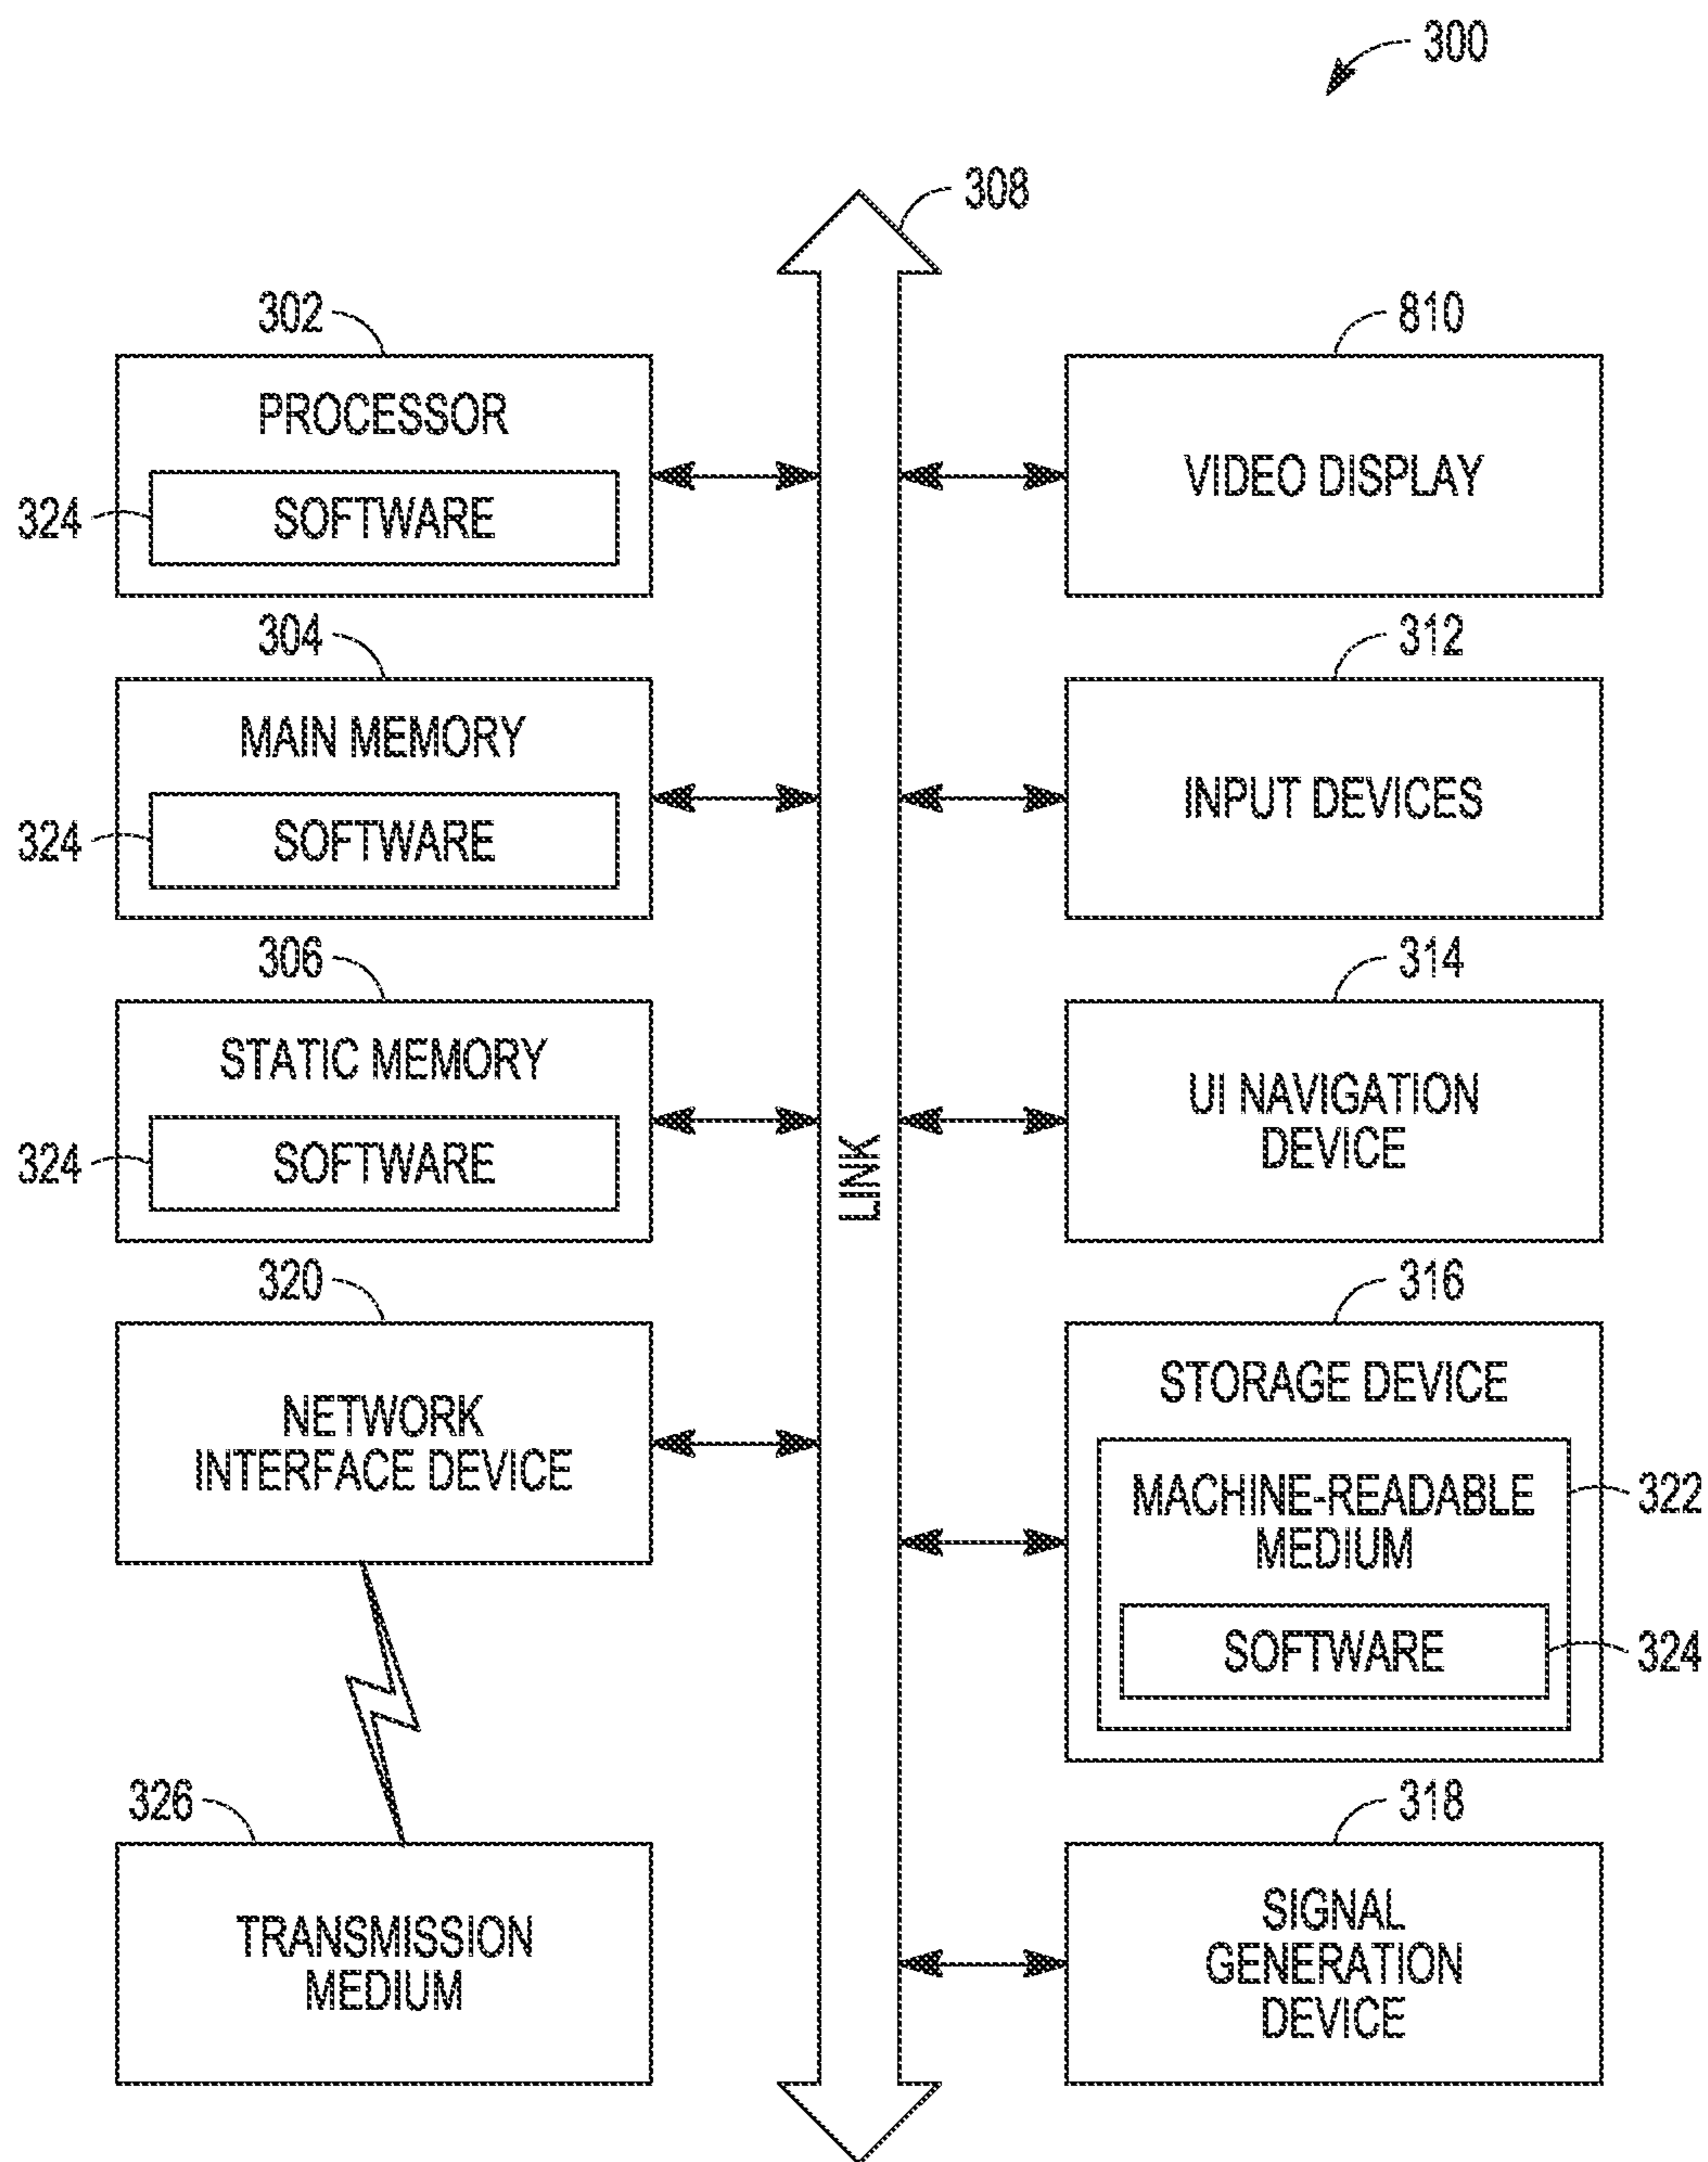 300
308
302
PROCESSOR
324
SOFTWARE
304
MAIN MEMORY
324
SOFTWARE
306
STATIC MEMORY
324
SOFTWARE
320
NETWORK
INTERFACE DEVICE
326
TRANSMISSION
MEDIUM
LINK
810
VIDEO DISPLAY
312
INPUT DEVICES
314
UI NAVIGATION
DEVICE
316
STORAGE DEVICE
MACHINE-READABLE
MEDIUM
322
SOFTWARE
324
318
SIGNAL
GENERATION
DEVICE